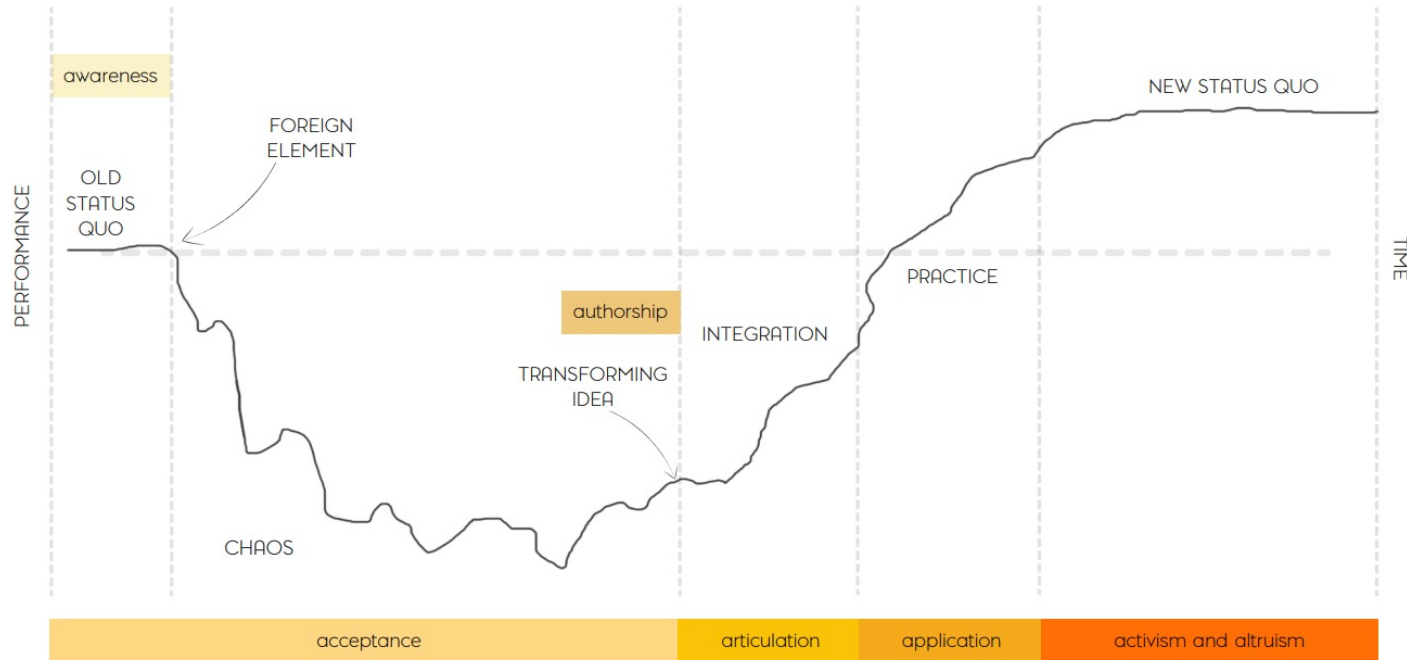 awareness
NEW STATUS QUO
FOREIGN
ELEMENT
OLD
STATUS
QUO
PERFORMANCE
TIME
PRACTICE
authorship
INTEGRATION
TRANSFORMING
IDEA
CHAOS
acceptance
articulation
application
activism and altruism